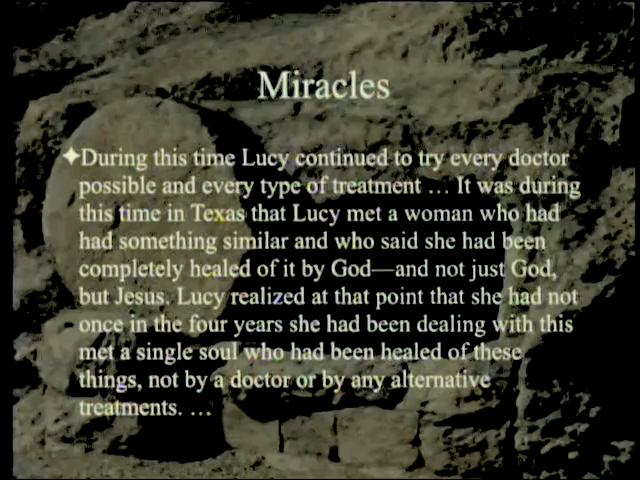 Miracles
✦During this time Lucy continued to try every doctor
possible and every type of treatment … It was during
this time in Texas that Lucy met a woman who had
had something similar and who said she had been
completely healed of it by God—and not just God,
but Jesus. Lucy realized at that point that she had not
once in the four years she had been dealing with this
met a single soul who had been healed of these
things, not by a doctor or by any alternative
treatments. …